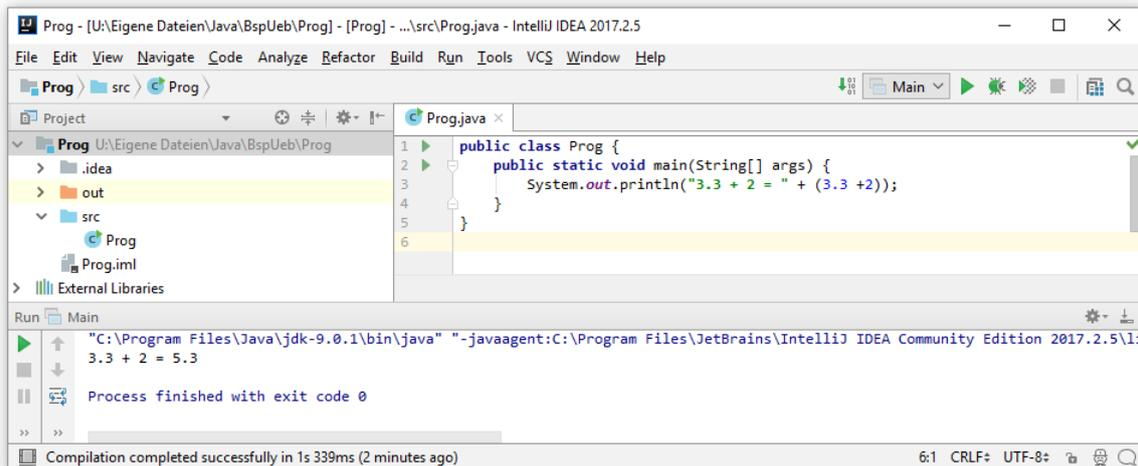 Prog - [U:\Eigene Dateien\Java\BspUeb\Prog] - [Prog] - ...\src\Prog.java - IntelliJ IDEA 2017.2.5
File Edit View Navigate Code Analyze Refactor Build Run Tools VCS Window Help
Prog src Prog
Main
Project
Prog U:\Eigene Dateien\Java\BspUeb\Prog
.idea
out
src
Prog
Prog.iml
External Libraries
Prog.java
1 public class Prog {
2 public static void main(String[] args) {
3 System.out.println("3.3 + 2 = " + (3.3 +2));
4 }
5 }
6
Run Main
"C:\Program Files\Java\jdk-9.0.1\bin\java" "-javaagent:C:\Program Files\JetBrains\IntelliJ IDEA Community Edition 2017.2.5\li
3.3 + 2 = 5.3
Process finished with exit code 0
Compilation completed successfully in 1s 339ms (2 minutes ago)
6:1 CRLF UTF-8